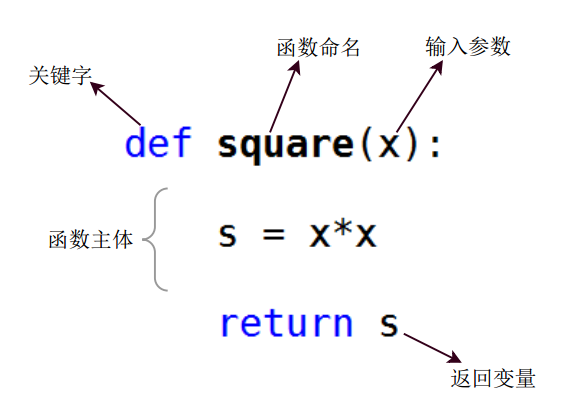 函数命名
输入参数
关键字
def square(x):
函数主体
s = x*x
return s
返回变量